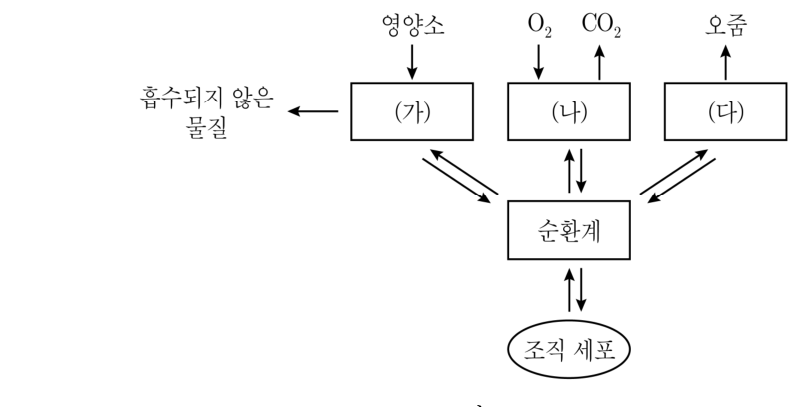 영양소
O₂
CO₂
오줌
흡수되지 않은
물질
(가)
(나)
(다)
순환계
조직 세포